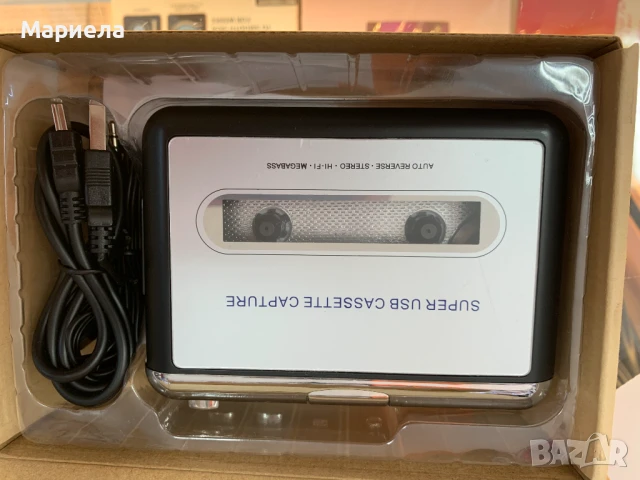 Мариела
AUTO REVERSE · STEREO · HI-FI · MEGABASS
SUPER USB CASSETTE CAPTURE
BAZAR